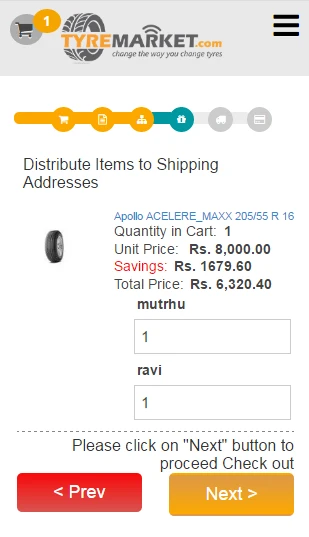 1
TYREMARKET.com
change the way you change tyres
Distribute Items to Shipping
Addresses
Apollo ACELERE_MAXX 205/55 R 16
Quantity in Cart: 1
Unit Price: Rs. 8,000.00
Savings: Rs. 1679.60
Total Price: Rs. 6,320.40
mutrhu
1
ravi
1
Please click on "Next" button to
proceed Check out
< Prev
Next >